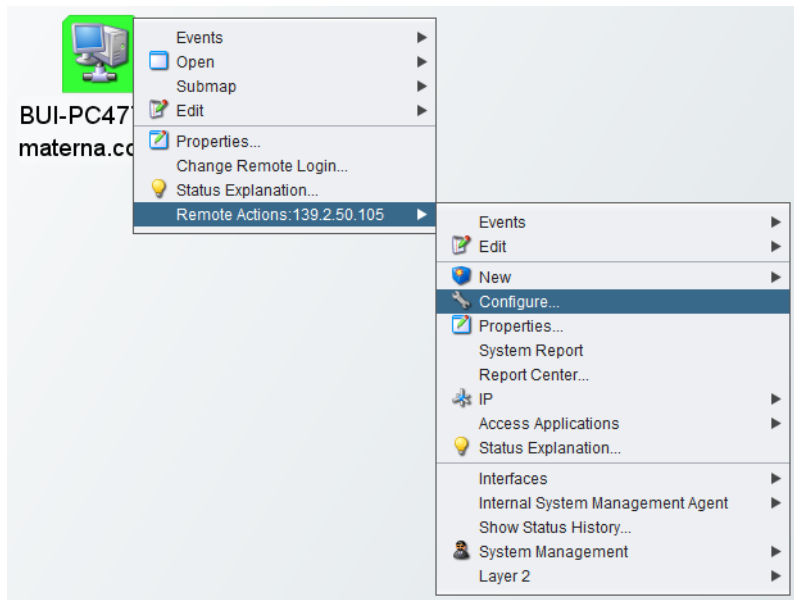 Events
Open
Submap
BUI-PC47
Edit
materna.co
Properties...
Change Remote Login...
Status Explanation...
Remote Actions:139.2.50.105
Events
Edit
New
Configure...
Properties...
System Report
Report Center...
IP
Access Applications
Status Explanation...
Interfaces
Internal System Management Agent
Show Status History...
System Management
Layer 2